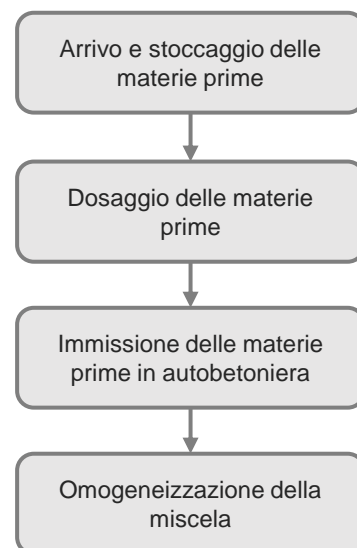 Arrivo e stoccaggio delle
materie prime
Dosaggio delle materie
prime
Immissione delle materie
prime in autobetoniera
Omogeneizzazione della
miscela